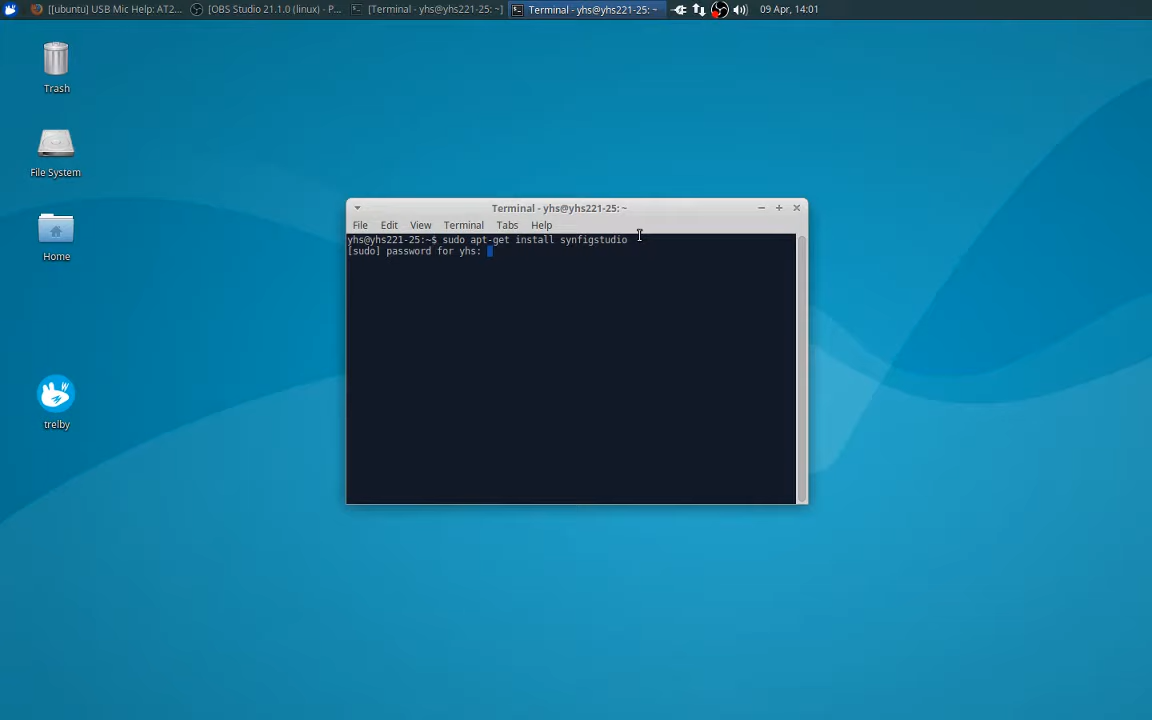 [[ubuntu] USB Mic Help: AT2... [OBS Studio 21.1.0 (linux) - P... [Terminal - yhs@yhs221-25: ~] Terminal - yhs@yhs221-25: ~ 09 Apr, 14:01
Trash
File System
Home
trelby
Terminal - yhs@yhs221-25: ~
File Edit View Terminal Tabs Help
yhs@yhs221-25:~$ sudo apt-get install synfigstudio
[sudo] password for yhs: